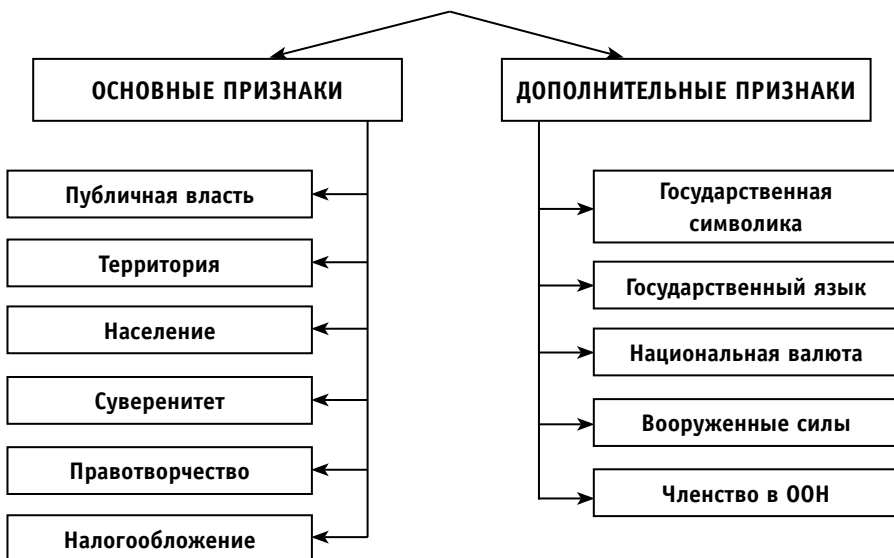 ОСНОВНЫЕ ПРИЗНАКИ
Публичная власть
Территория
Население
Суверенитет
Правотворчество
Налогообложение
ДОПОЛНИТЕЛЬНЫЕ ПРИЗНАКИ
Государственная
символика
Государственный язык
Национальная валюта
Вооруженные силы
Членство в ООН